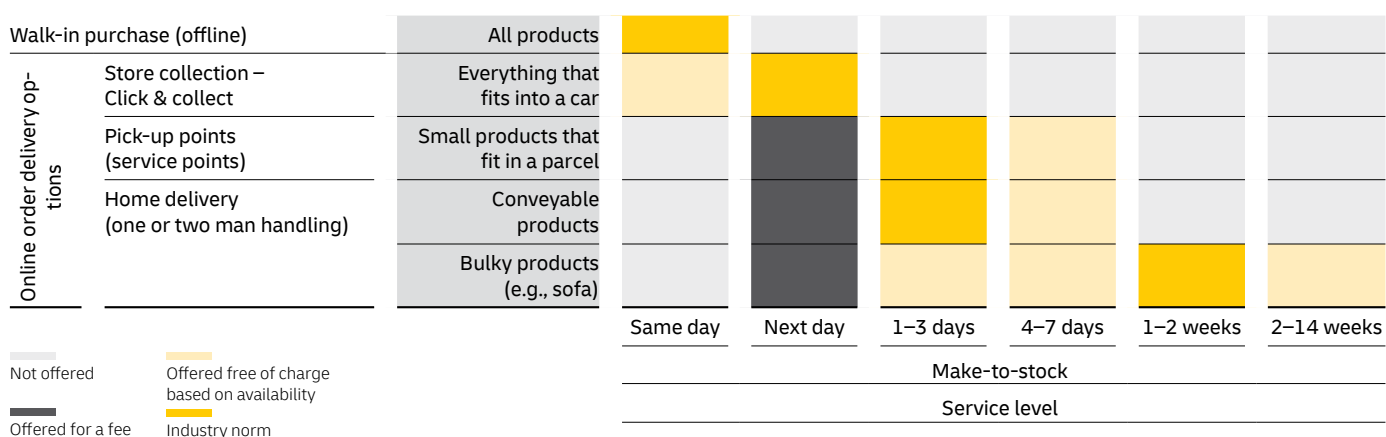 Walk-in purchase (offline)
All products
Online order delivery op-
tions
Store collection –
Click & collect
Everything that
fits into a car
Pick-up points
(service points)
Small products that
fit in a parcel
Home delivery
(one or two man handling)
Conveyable
products
Bulky products
(e.g., sofa)
Same day
Next day
1–3 days
4–7 days
1–2 weeks
2–14 weeks
Make-to-stock
Service level
Not offered
Offered free of charge
based on availability
Offered for a fee
Industry norm